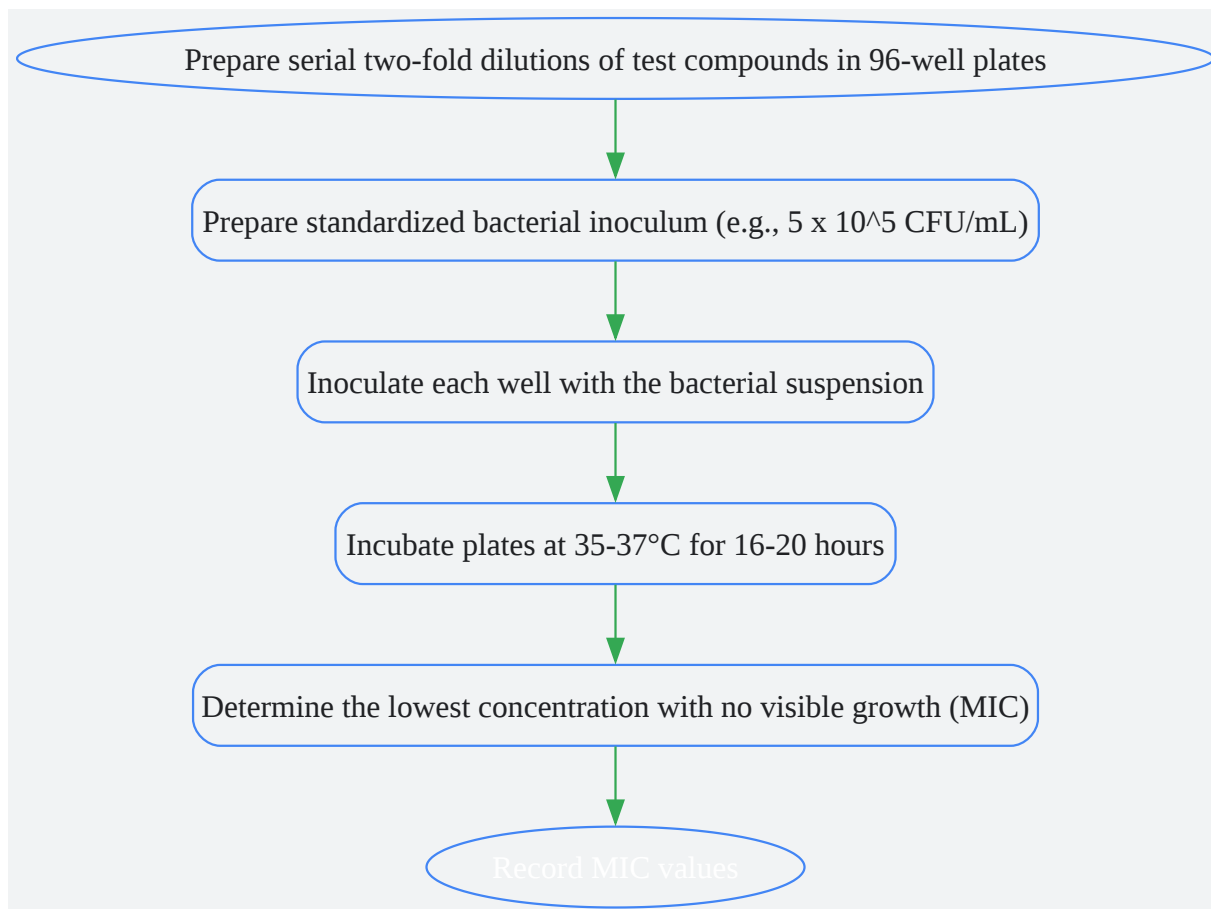 Prepare serial two-fold dilutions of test compounds in 96-well plates
Prepare standardized bacterial inoculum (e.g., 5 x 10^5 CFU/mL)
Inoculate each well with the bacterial suspension
Incubate plates at 35-37°C for 16-20 hours
Determine the lowest concentration with no visible growth (MIC)
Record MIC values